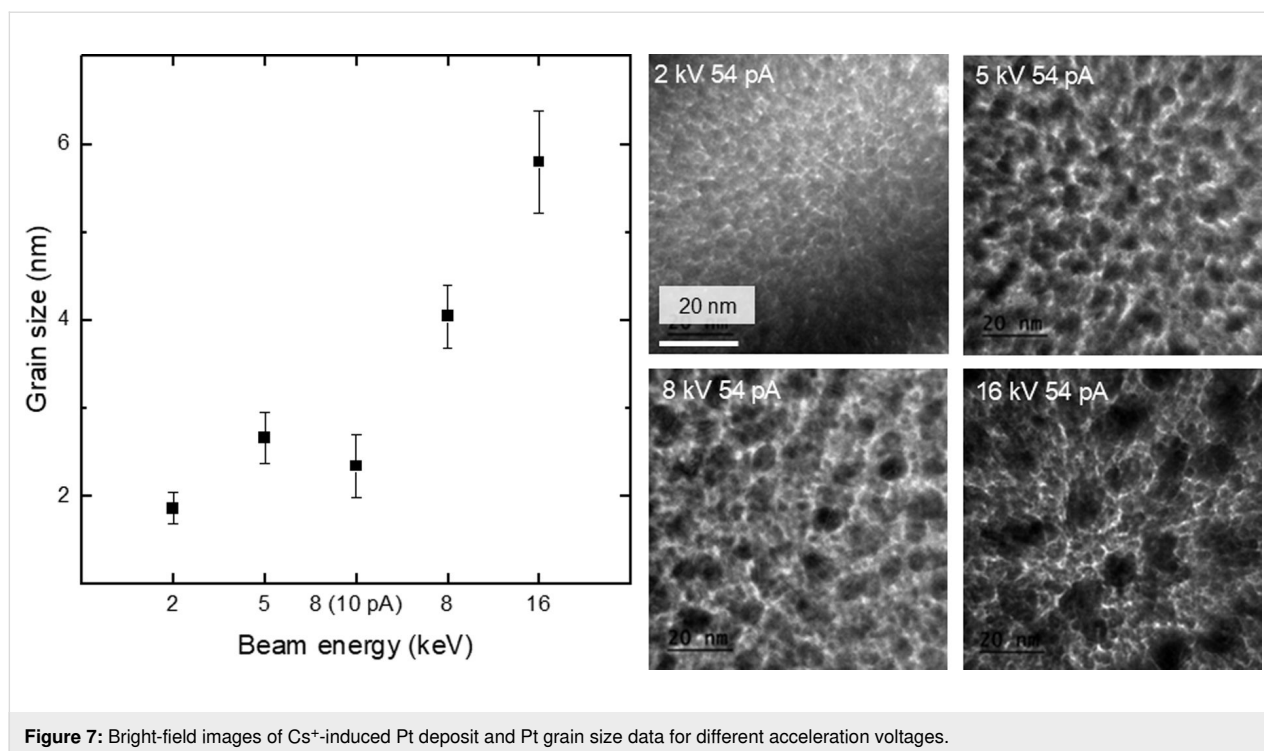 Grain size (nm)
6
4
2
2 5 8 (10 pA) 8 16
Beam energy (keV)
2 kV 54 pA
20 nm
20 nm
5 kV 54 pA
20 nm
8 kV 54 pA
20 nm
16 kV 54 pA
20 nm
Figure 7: Bright-field images of Cs⁺-induced Pt deposit and Pt grain size data for different acceleration voltages.